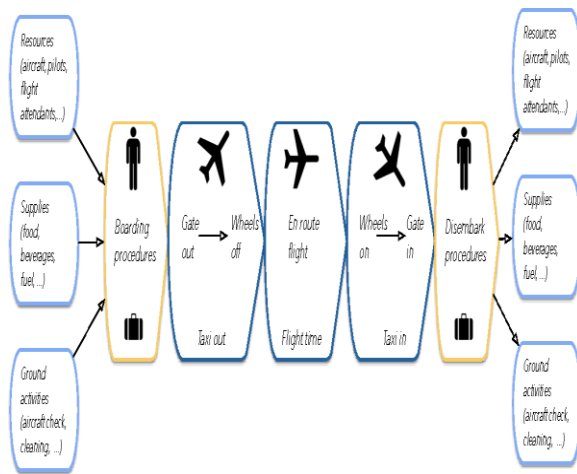 Resources
(aircraft, pilots,
flight
attendants,...)
Supplies
(food,
beverages,
fuel, ...)
Ground
activities
(aircraft check,
cleaning, ...)
Boarding
procedures
Gate
out
Wheels
off
Taxi out
En route
flight
Flight time
Wheels
on
Gate
in
Taxi in
Disembark
procedures
Resources
(aircraft, pilots,
flight
attendants,...)
Supplies
(food,
beverages,
fuel, ...)
Ground
activities
(aircraft check,
cleaning, ...)